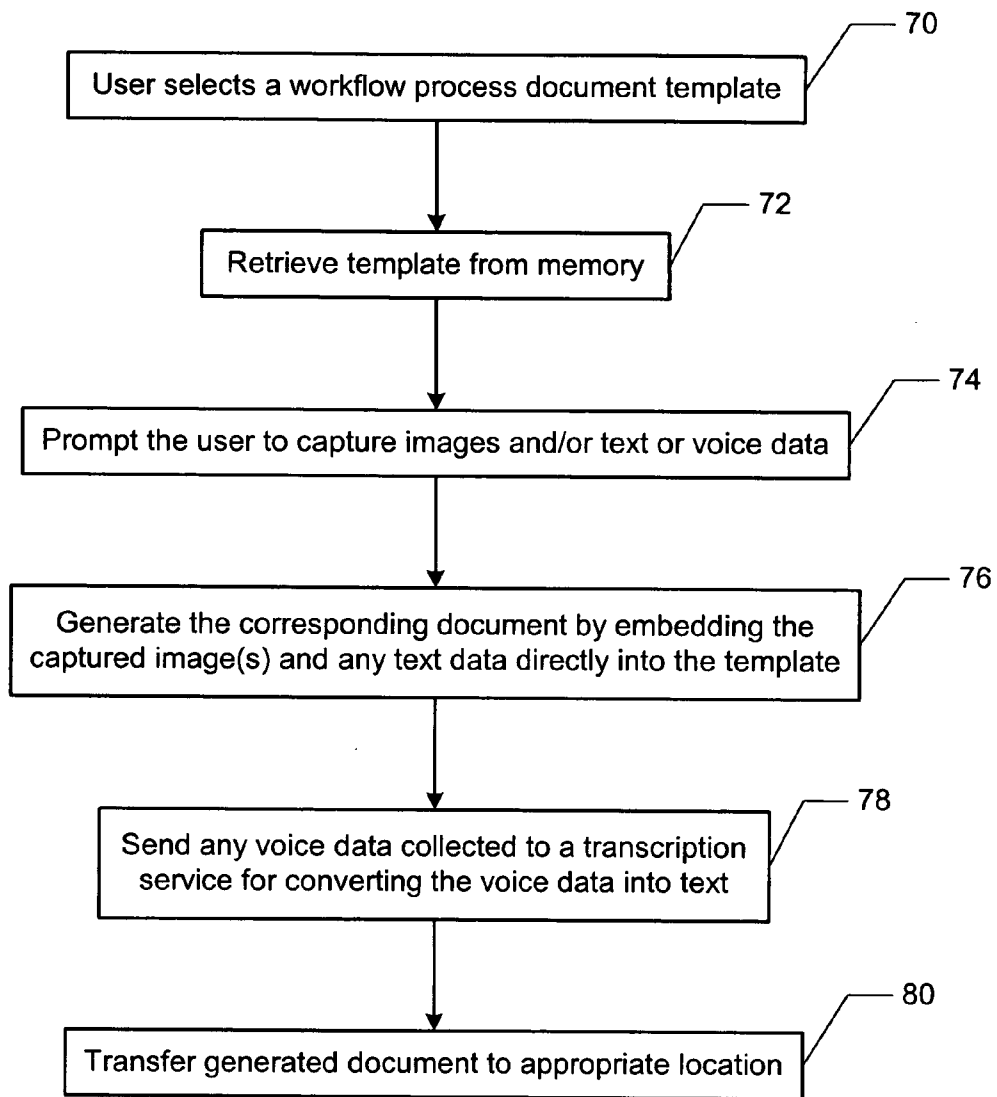 70
User selects a workflow process document template
72
Retrieve template from memory
74
Prompt the user to capture images and/or text or voice data
76
Generate the corresponding document by embedding the
captured image(s) and any text data directly into the template
78
Send any voice data collected to a transcription
service for converting the voice data into text
80
Transfer generated document to appropriate location